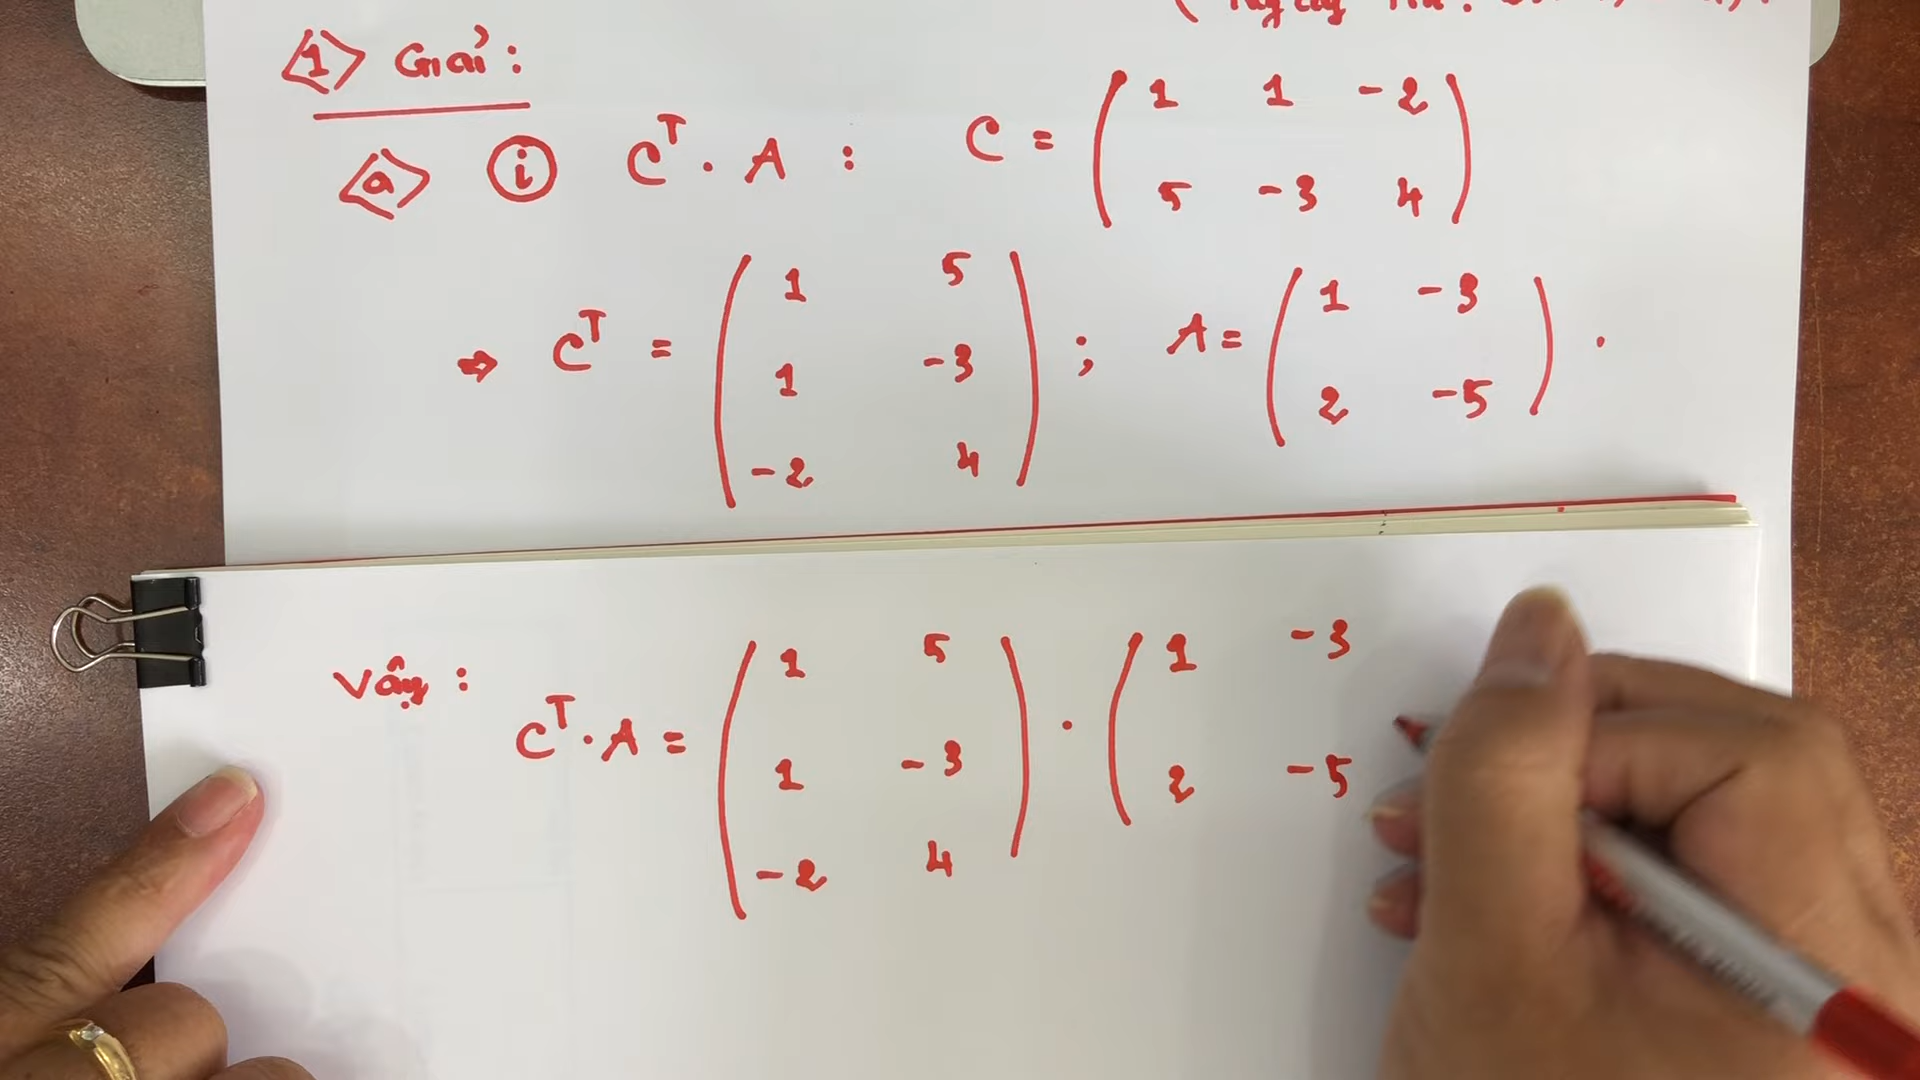 <1> Giải:
<a> (i) Cᵀ . A : C = ( 1 1 -2
5 -3 4 )
⇒ Cᵀ = ( 1 5
1 -3
-2 4 ) ; A = ( 1 -3
2 -5 ) .
Vậy :
Cᵀ . A = ( 1 5
1 -3
-2 4 ) . ( 1 -3
2 -5